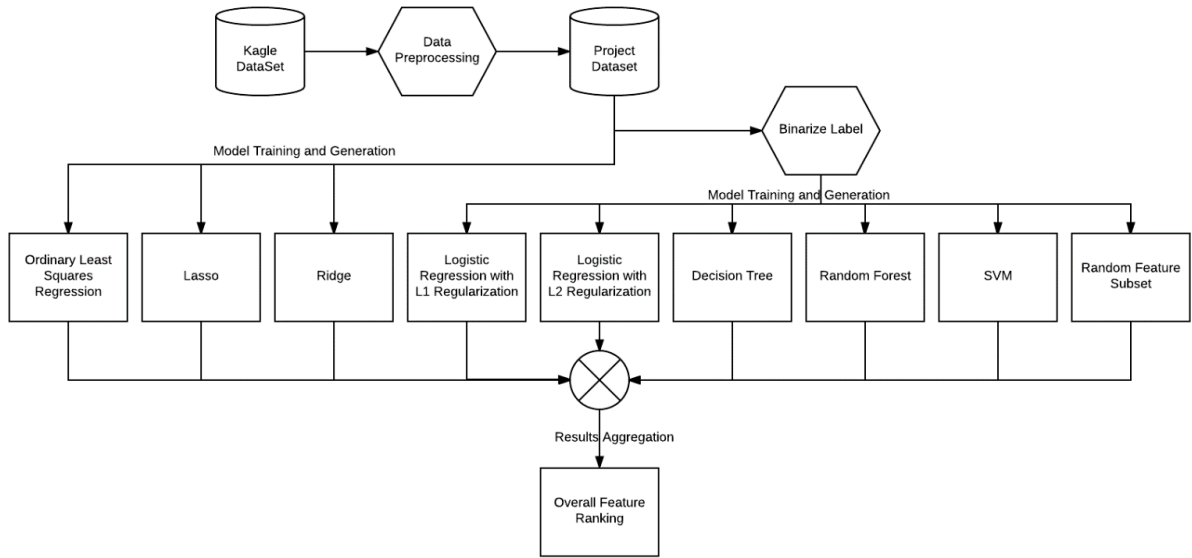 Kagle
DataSet
Data
Preprocessing
Project
Dataset
Binarize Label
Model Training and Generation
Model Training and Generation
Ordinary Least
Squares
Regression
Lasso
Ridge
Logistic
Regression with
L1 Regularization
Logistic
Regression with
L2 Regularization
Decision Tree
Random Forest
SVM
Random Feature
Subset
Results Aggregation
Overall Feature
Ranking